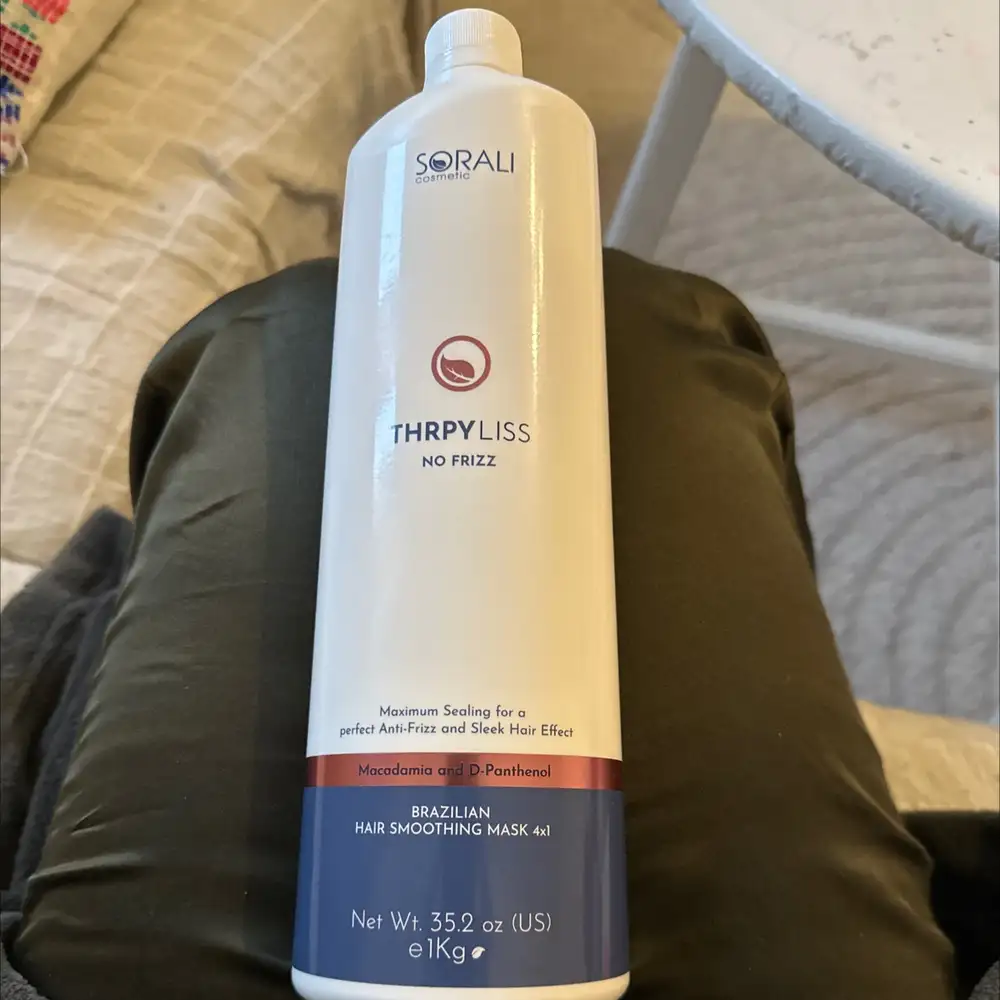 SORALI
cosmetic
THRPYLISS
NO FRIZZ
Maximum Sealing for a
perfect Anti-Frizz and Sleek Hair Effect
Macadamia and D-Panthenol
BRAZILIAN
HAIR SMOOTHING MASK 4x1
Net Wt. 35.2 oz (US)
e1Kg